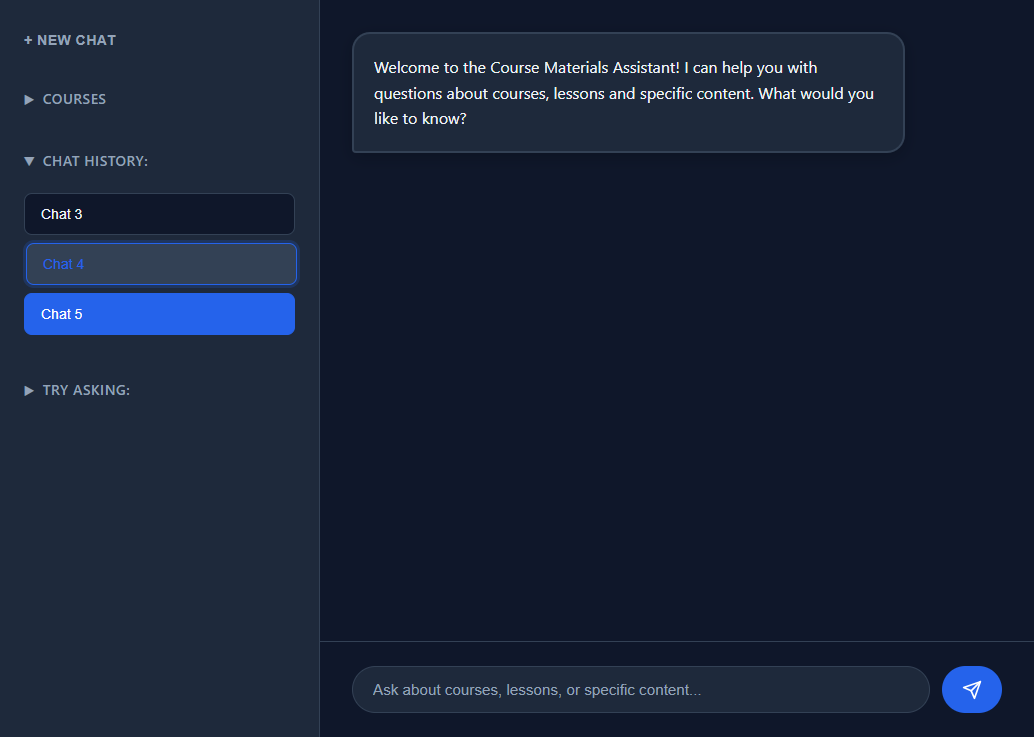 + NEW CHAT
▶ COURSES
▼ CHAT HISTORY:
Chat 3
Chat 4
Chat 5
▶ TRY ASKING:
Welcome to the Course Materials Assistant! I can help you with
questions about courses, lessons and specific content. What would you
like to know?
Ask about courses, lessons, or specific content...